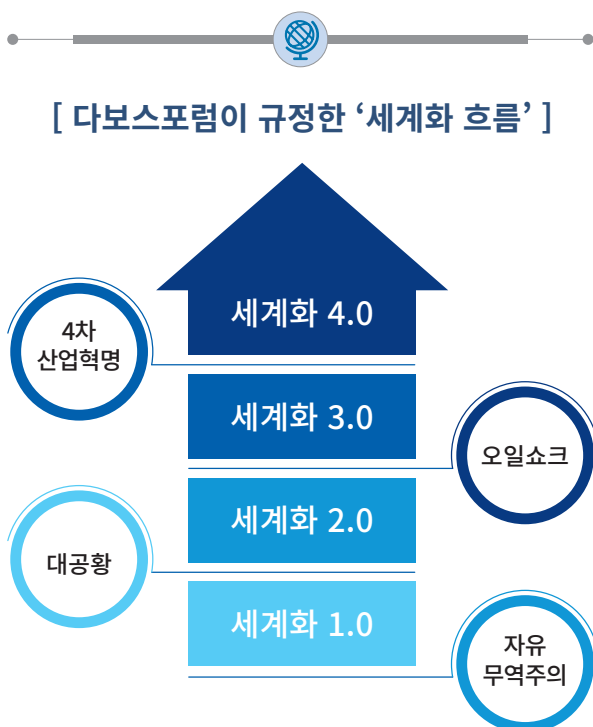 [ 다보스포럼이 규정한 ‘세계화 흐름’ ]
세계화 4.0
4차
산업혁명
세계화 3.0
오일쇼크
세계화 2.0
대공황
세계화 1.0
자유
무역주의